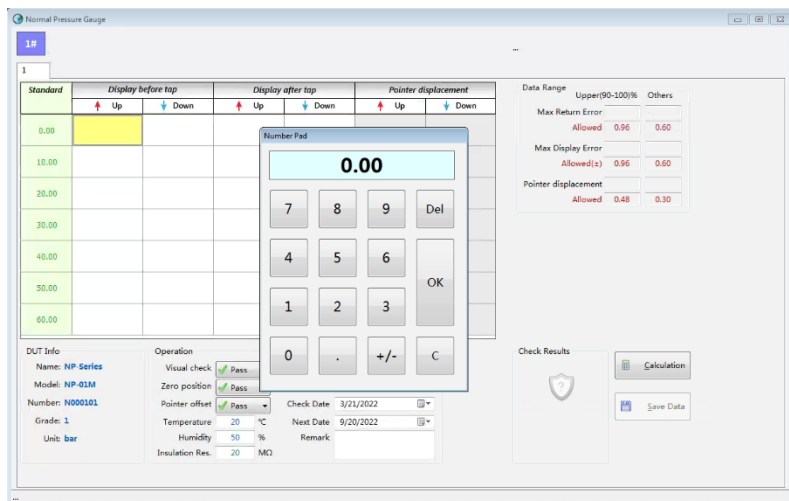 Normal Pressure Gauge
1#
...
1
Standard Display before tap Display after tap Pointer displacement
Up Down Up Down Up Down
0.00
10.00
20.00
30.00
40.00
50.00
60.00
Number Pad
0.00
7 8 9 Del
4 5 6
OK
1 2 3
0 . +/- C
Data Range Upper(90-100)% Others
Max Return Error
Allowed 0.96 0.60
Max Display Error
Allowed(±) 0.96 0.60
Pointer displacement
Allowed 0.48 0.30
DUT Info
Name: NP-Series
Model: NP-01M
Number: N000101
Grade: 1
Unit: bar
Operation
Visual check Pass
Zero position Pass
Pointer offset Pass
Temperature 20 ℃
Humidity 50 %
Insulation Res. 20 MΩ
Check Date 3/21/2022
Next Date 9/20/2022
Remark
Check Results
?
Calculation
Save Data
...